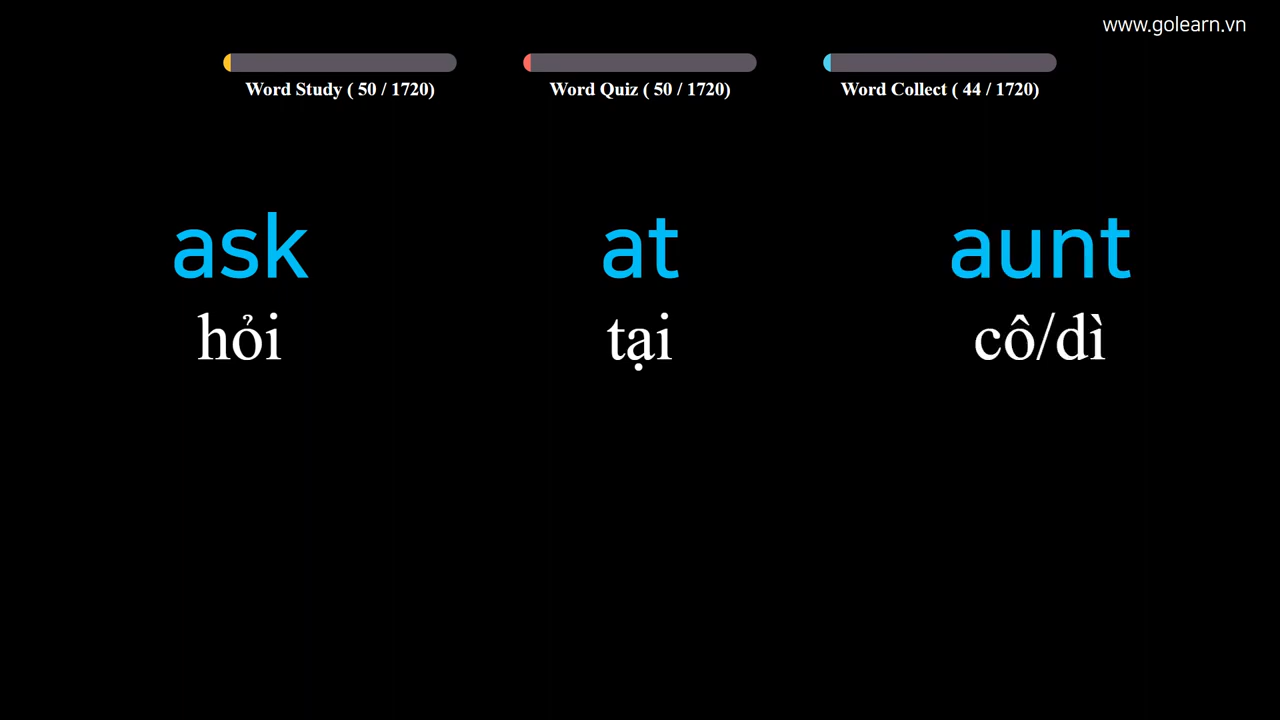 www.golearn.vn
Word Study ( 50 / 1720)
Word Quiz ( 50 / 1720)
Word Collect ( 44 / 1720)
ask
at
aunt
hỏi
tại
cô/dì